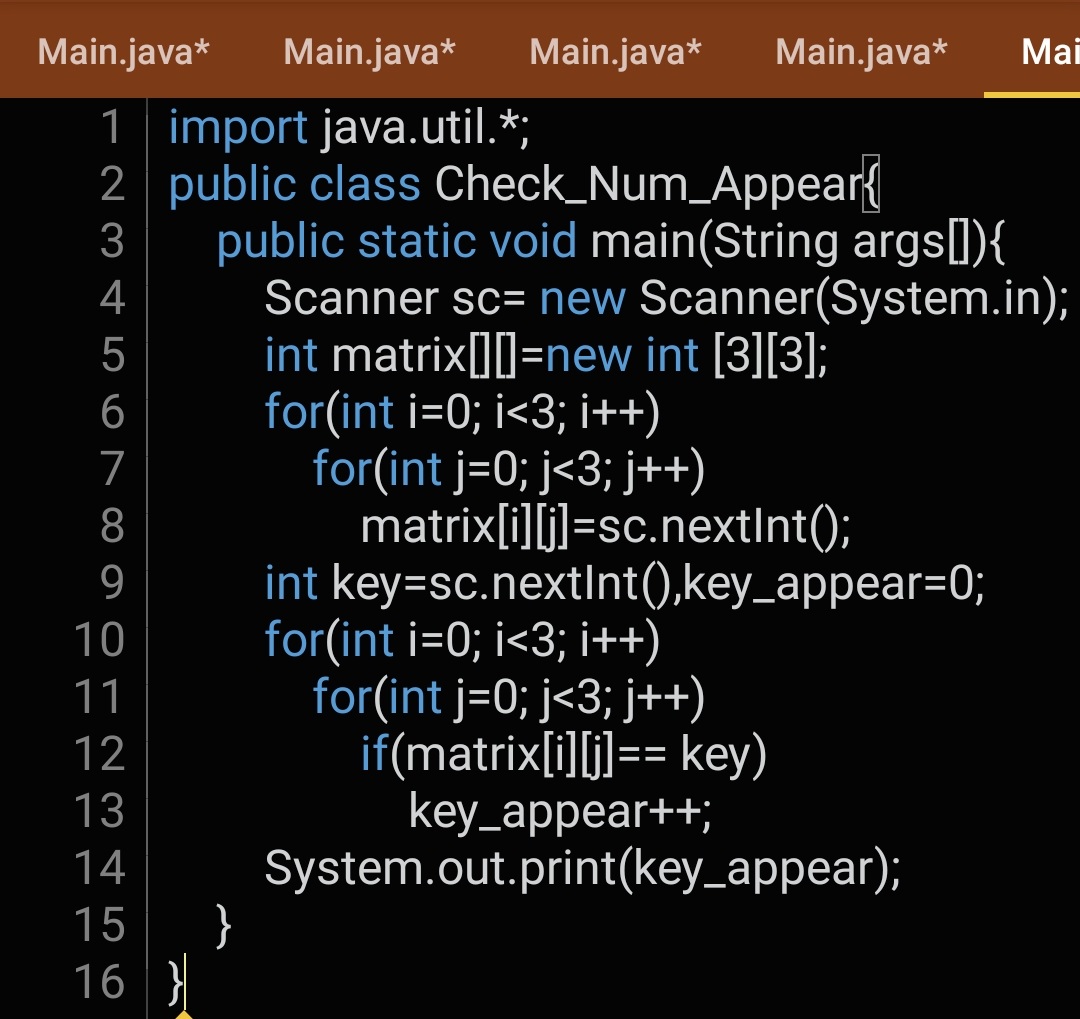 Main.java* Main.java* Main.java* Main.java* Mai
1 import java.util.*;
2 public class Check_Num_Appear{
3 public static void main(String args[]){
4 Scanner sc= new Scanner(System.in);
5 int matrix[][]=new int [3][3];
6 for(int i=0; i<3; i++)
7 for(int j=0; j<3; j++)
8 matrix[i][j]=sc.nextInt();
9 int key=sc.nextInt(),key_appear=0;
10 for(int i=0; i<3; i++)
11 for(int j=0; j<3; j++)
12 if(matrix[i][j]== key)
13 key_appear++;
14 System.out.print(key_appear);
15 }
16 }